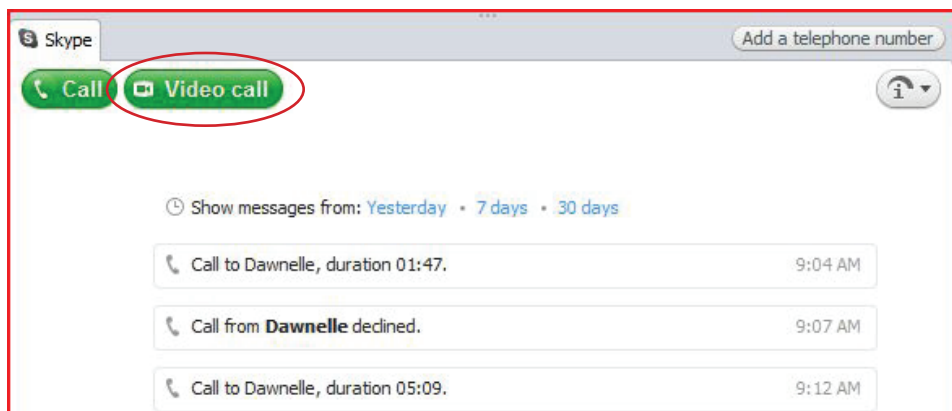 Skype
Add a telephone number
Call Video call
Show messages from: Yesterday • 7 days • 30 days
Call to Dawnelle, duration 01:47. 9:04 AM
Call from Dawnelle declined. 9:07 AM
Call to Dawnelle, duration 05:09. 9:12 AM